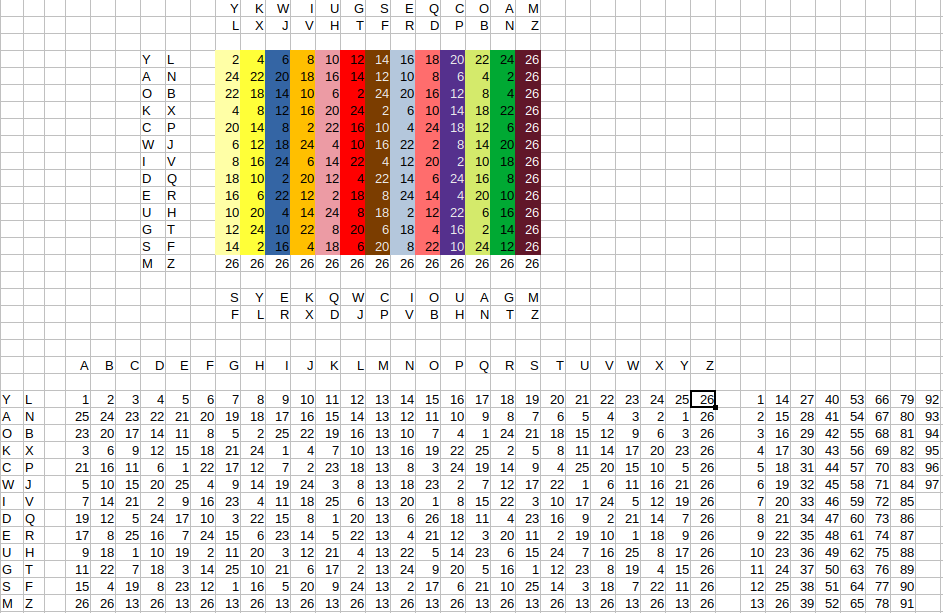 Y K W I U G S E Q C O A M
L X J V H T F R D P B N Z
Y L 2 4 6 8 10 12 14 16 18 20 22 24 26
A N 24 22 20 18 16 14 12 10 8 6 4 2 26
O B 22 18 14 10 6 2 24 20 16 12 8 4 26
K X 4 8 12 16 20 24 2 6 10 14 18 22 26
C P 20 14 8 2 22 16 10 4 24 18 12 6 26
W J 6 12 18 24 4 10 16 22 2 8 14 20 26
I V 8 16 24 6 14 22 4 12 20 2 10 18 26
D Q 18 10 2 20 12 4 22 14 6 24 16 8 26
E R 16 6 22 12 2 18 8 24 14 4 20 10 26
U H 10 20 4 14 24 8 18 2 12 22 6 16 26
G T 12 24 10 22 8 20 6 18 4 16 2 14 26
S F 14 2 16 4 18 6 20 8 22 10 24 12 26
M Z 26 26 26 26 26 26 26 26 26 26 26 26 26
S Y E K Q W C I O U A G M
F L R X D J P V B H N T Z
A B C D E F G H I J K L M N O P Q R S T U V W X Y Z
Y L 1 2 3 4 5 6 7 8 9 10 11 12 13 14 15 16 17 18 19 20 21 22 23 24 25 26 1 14 27 40 53 66 79 92
A N 25 24 23 22 21 20 19 18 17 16 15 14 13 12 11 10 9 8 7 6 5 4 3 2 1 26 2 15 28 41 54 67 80 93
O B 23 20 17 14 11 8 5 2 25 22 19 16 13 10 7 4 1 24 21 18 15 12 9 6 3 26 3 16 29 42 55 68 81 94
K X 3 6 9 12 15 18 21 24 1 4 7 10 13 16 19 22 25 2 5 8 11 14 17 20 23 26 4 17 30 43 56 69 82 95
C P 21 16 11 6 1 22 17 12 7 2 23 18 13 8 3 24 19 14 9 4 25 20 15 10 5 26 5 18 31 44 57 70 83 96
W J 5 10 15 20 25 4 9 14 19 24 3 8 13 18 23 2 7 12 17 22 1 6 11 16 21 26 6 19 32 45 58 71 84 97
I V 7 14 21 2 9 16 23 4 11 18 25 6 13 20 1 8 15 22 3 10 17 24 5 12 19 26 7 20 33 46 59 72 85
D Q 19 12 5 24 17 10 3 22 15 8 1 20 13 6 26 18 11 4 23 16 9 2 21 14 7 26 8 21 34 47 60 73 86
E R 17 8 25 16 7 24 15 6 23 14 5 22 13 4 21 12 3 20 11 2 19 10 1 18 9 26 9 22 35 48 61 74 87
U H 9 18 1 10 19 2 11 20 3 12 21 4 13 22 5 14 23 6 15 24 7 16 25 8 17 26 10 23 36 49 62 75 88
G T 11 22 7 18 3 14 25 10 21 6 17 2 13 24 9 20 5 16 1 12 23 8 19 4 15 26 11 24 37 50 63 76 89
S F 15 4 19 8 23 12 1 16 5 20 9 24 13 2 17 6 21 10 25 14 3 18 7 22 11 26 12 25 38 51 64 77 90
M Z 26 26 13 26 13 26 13 26 13 26 13 26 13 26 13 26 13 26 13 26 13 26 13 26 13 26 13 26 39 52 65 78 91